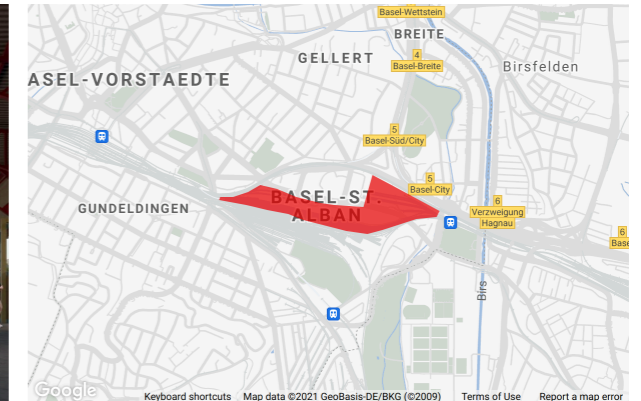 Basel-Wettstein
BREITE
GELLERT
4
Basel-Breite
Birsfelden
ASEL-VORSTAEDTE
5
Basel-Süd/City
5
Basel-City
BASEL-ST.
ALBAN
GUNDELDINGEN
6
Verzweigung
Hagnau
6
Base
Birs
Google
Keyboard shortcuts Map data ©2021 GeoBasis-DE/BKG (©2009) Terms of Use Report a map error